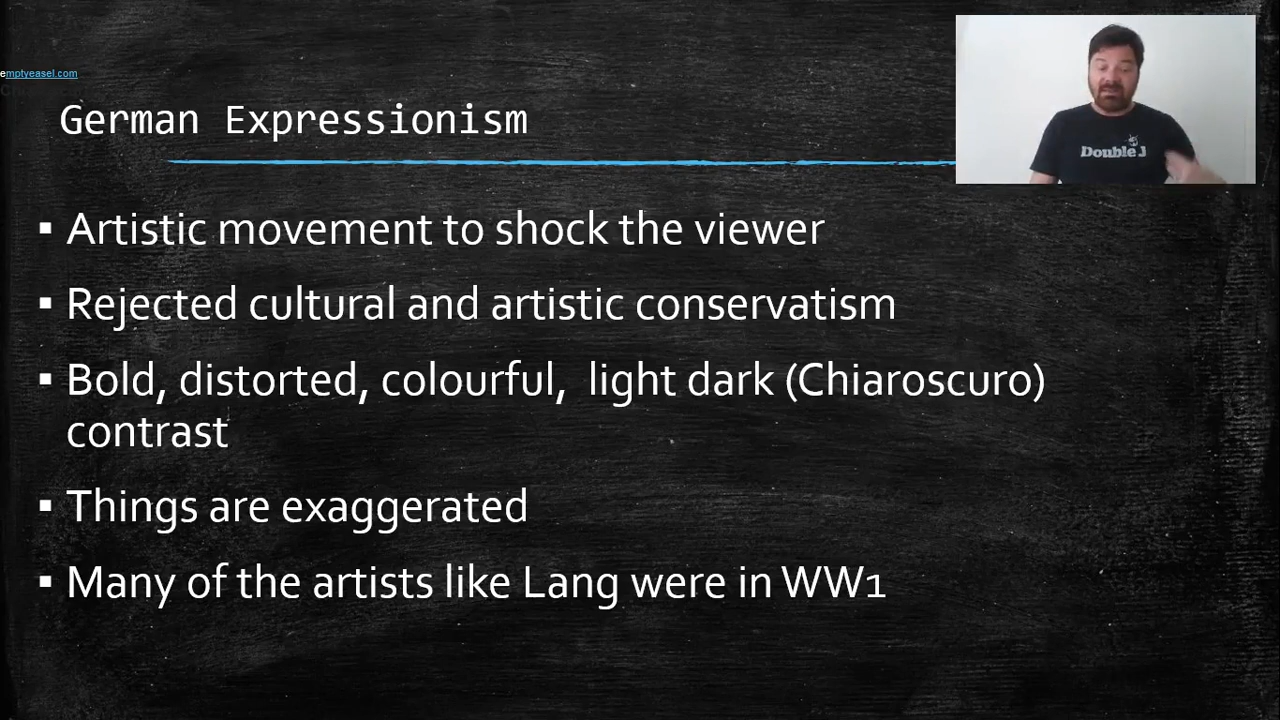 emptyeasel.com
German Expressionism
▪ Artistic movement to shock the viewer
▪ Rejected cultural and artistic conservatism
▪ Bold, distorted, colourful, light dark (Chiaroscuro)
contrast
▪ Things are exaggerated
▪ Many of the artists like Lang were in WW1
Double J